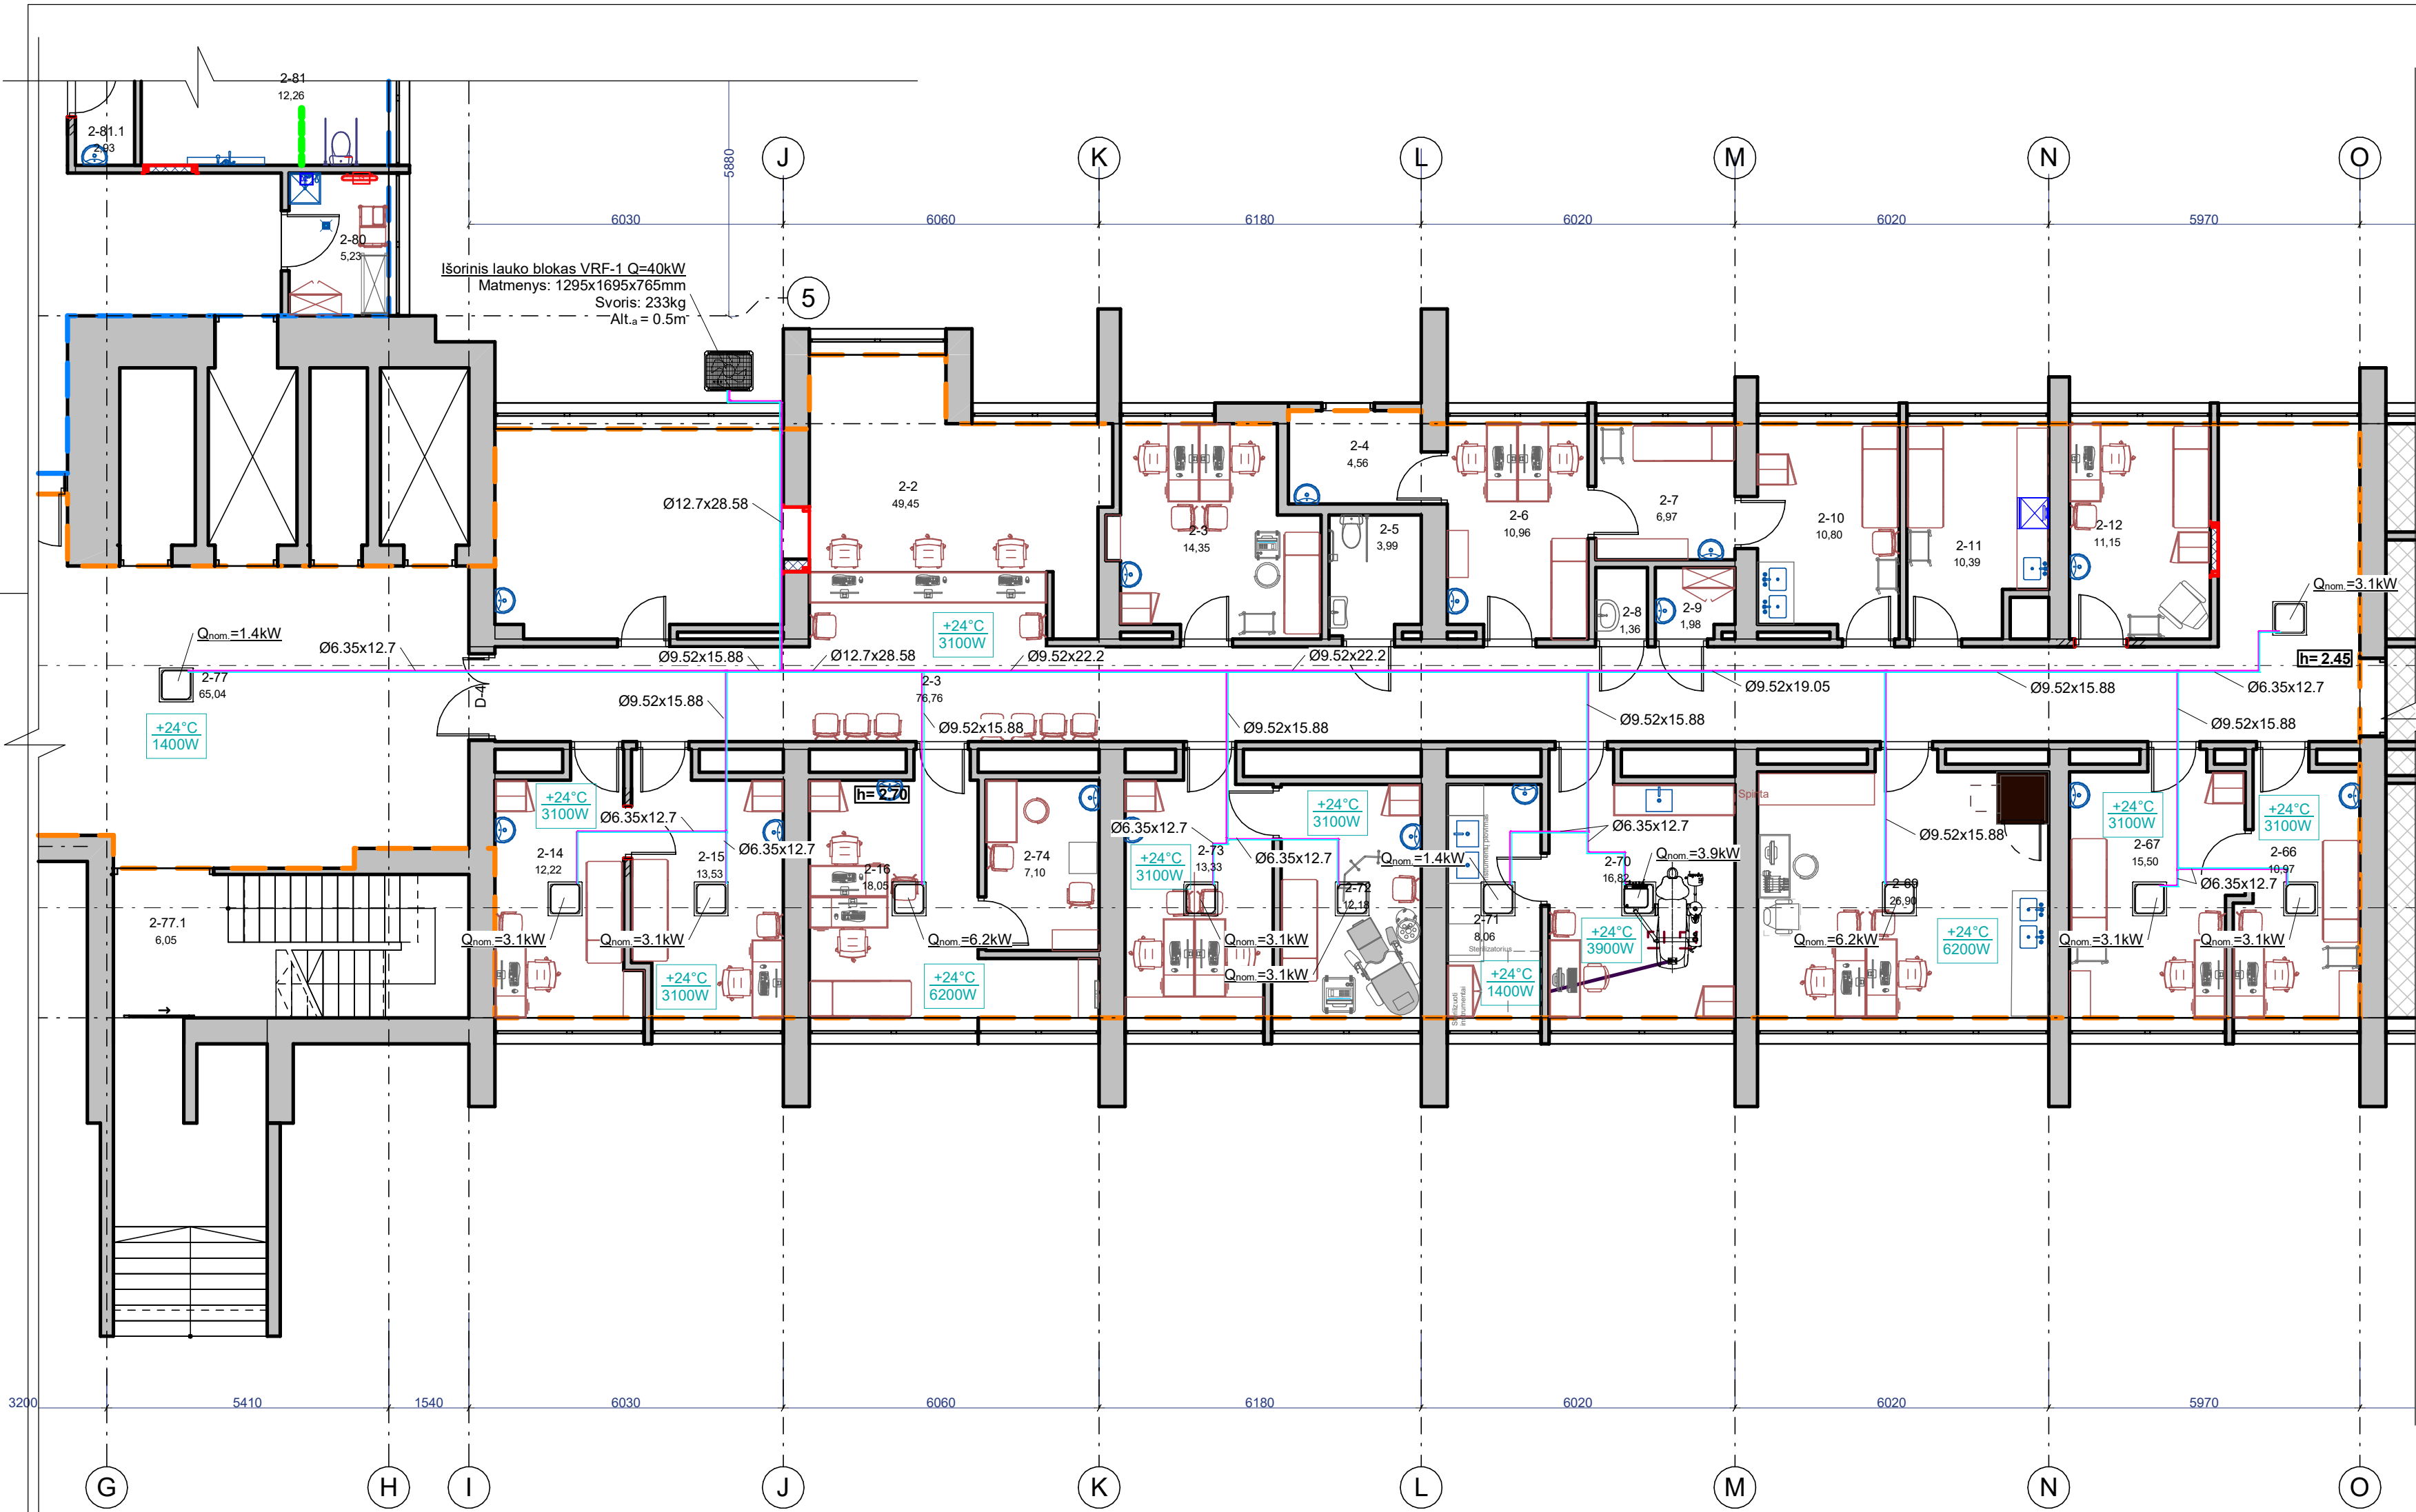 2-81
12,26
2-81.1
2,93
2-80
5,23
5880
J
K
L
M
N
O
6030
6060
6180
6020
6020
5970
Išorinis lauko blokas VRF-1 Q=40kW
Matmenys: 1295x1695x765mm
Svoris: 233kg
Alt.a = 0.5m
5
Ø12.7x28.58
2-2
49,45
2-3
14,35
2-4
4,56
2-5
3,99
2-6
10,96
2-7
6,97
2-8
1,36
2-9
1,98
2-10
10,80
2-11
10,39
2-12
11,15
Qnom.=3.1kW
+24°C
3100W
Qnom.=1.4kW
Ø6.35x12.7
Ø9.52x15.88
Ø12.7x28.58
Ø9.52x22.2
Ø9.52x22.2
h= 2.45
2-77
65,04
D-4
2-3
76,76
Ø9.52x19.05
Ø9.52x15.88
Ø6.35x12.7
+24°C
1400W
Ø9.52x15.88
Ø9.52x15.88
Ø9.52x15.88
Ø9.52x15.88
Ø9.52x15.88
+24°C
3100W
h= 2.70
+24°C
3100W
Spinta
+24°C
3100W
+24°C
3100W
Ø6.35x12.7
Ø6.35x12.7
Ø6.35x12.7
Ø6.35x12.7
Ø6.35x12.7
Ø9.52x15.88
2-14
12,22
2-15
13,53
2-16
18,05
2-74
7,10
+24°C
3100W
2-73
13,33
2-72
12,18
Qnom.=1.4kW
Instrumentų plovimas
2-70
16,82
Qnom.=3.9kW
2-69
26,90
2-67
15,50
2-66
10,97
Ø6.35x12.7
2-77.1
6,05
Qnom.=3.1kW
Qnom.=3.1kW
Qnom.=6.2kW
Qnom.=3.1kW
Qnom.=3.1kW
2-71
8,06
Sterilizatorius
+24°C
3900W
Qnom.=6.2kW
+24°C
6200W
Qnom.=3.1kW
Qnom.=3.1kW
+24°C
3100W
+24°C
6200W
+24°C
1400W
Sterilizuoti
instrumentai
3200
5410
1540
6030
6060
6180
6020
6020
5970
G
H
I
J
K
L
M
N
O